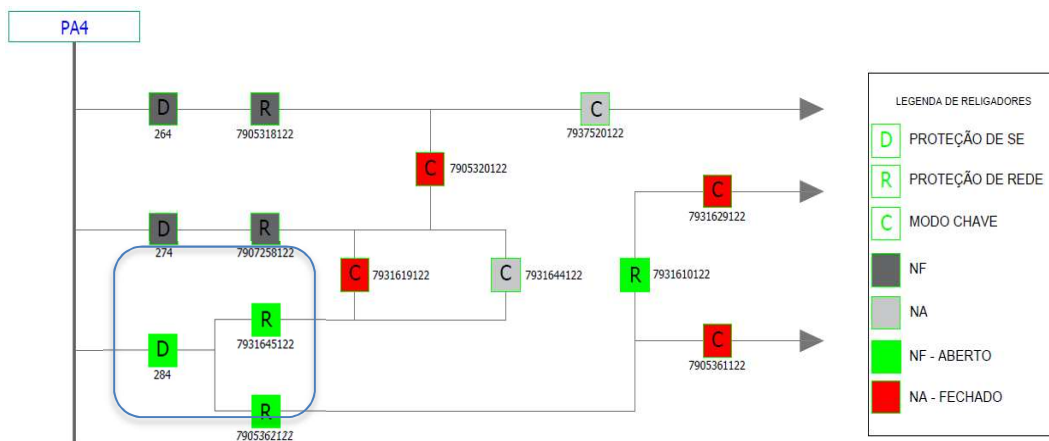 PA4
D
264
R
7905318122
C
7937520122
C
7905320122
D
274
R
7907258122
C
7931619122
C
7931644122
R
7931610122
C
7931629122
D
284
R
7931645122
R
7905362122
C
7905361122
LEGENDA DE RELIGADORES
D PROTEÇÃO DE SE
R PROTEÇÃO DE REDE
C MODO CHAVE
NF
NA
NF - ABERTO
NA - FECHADO